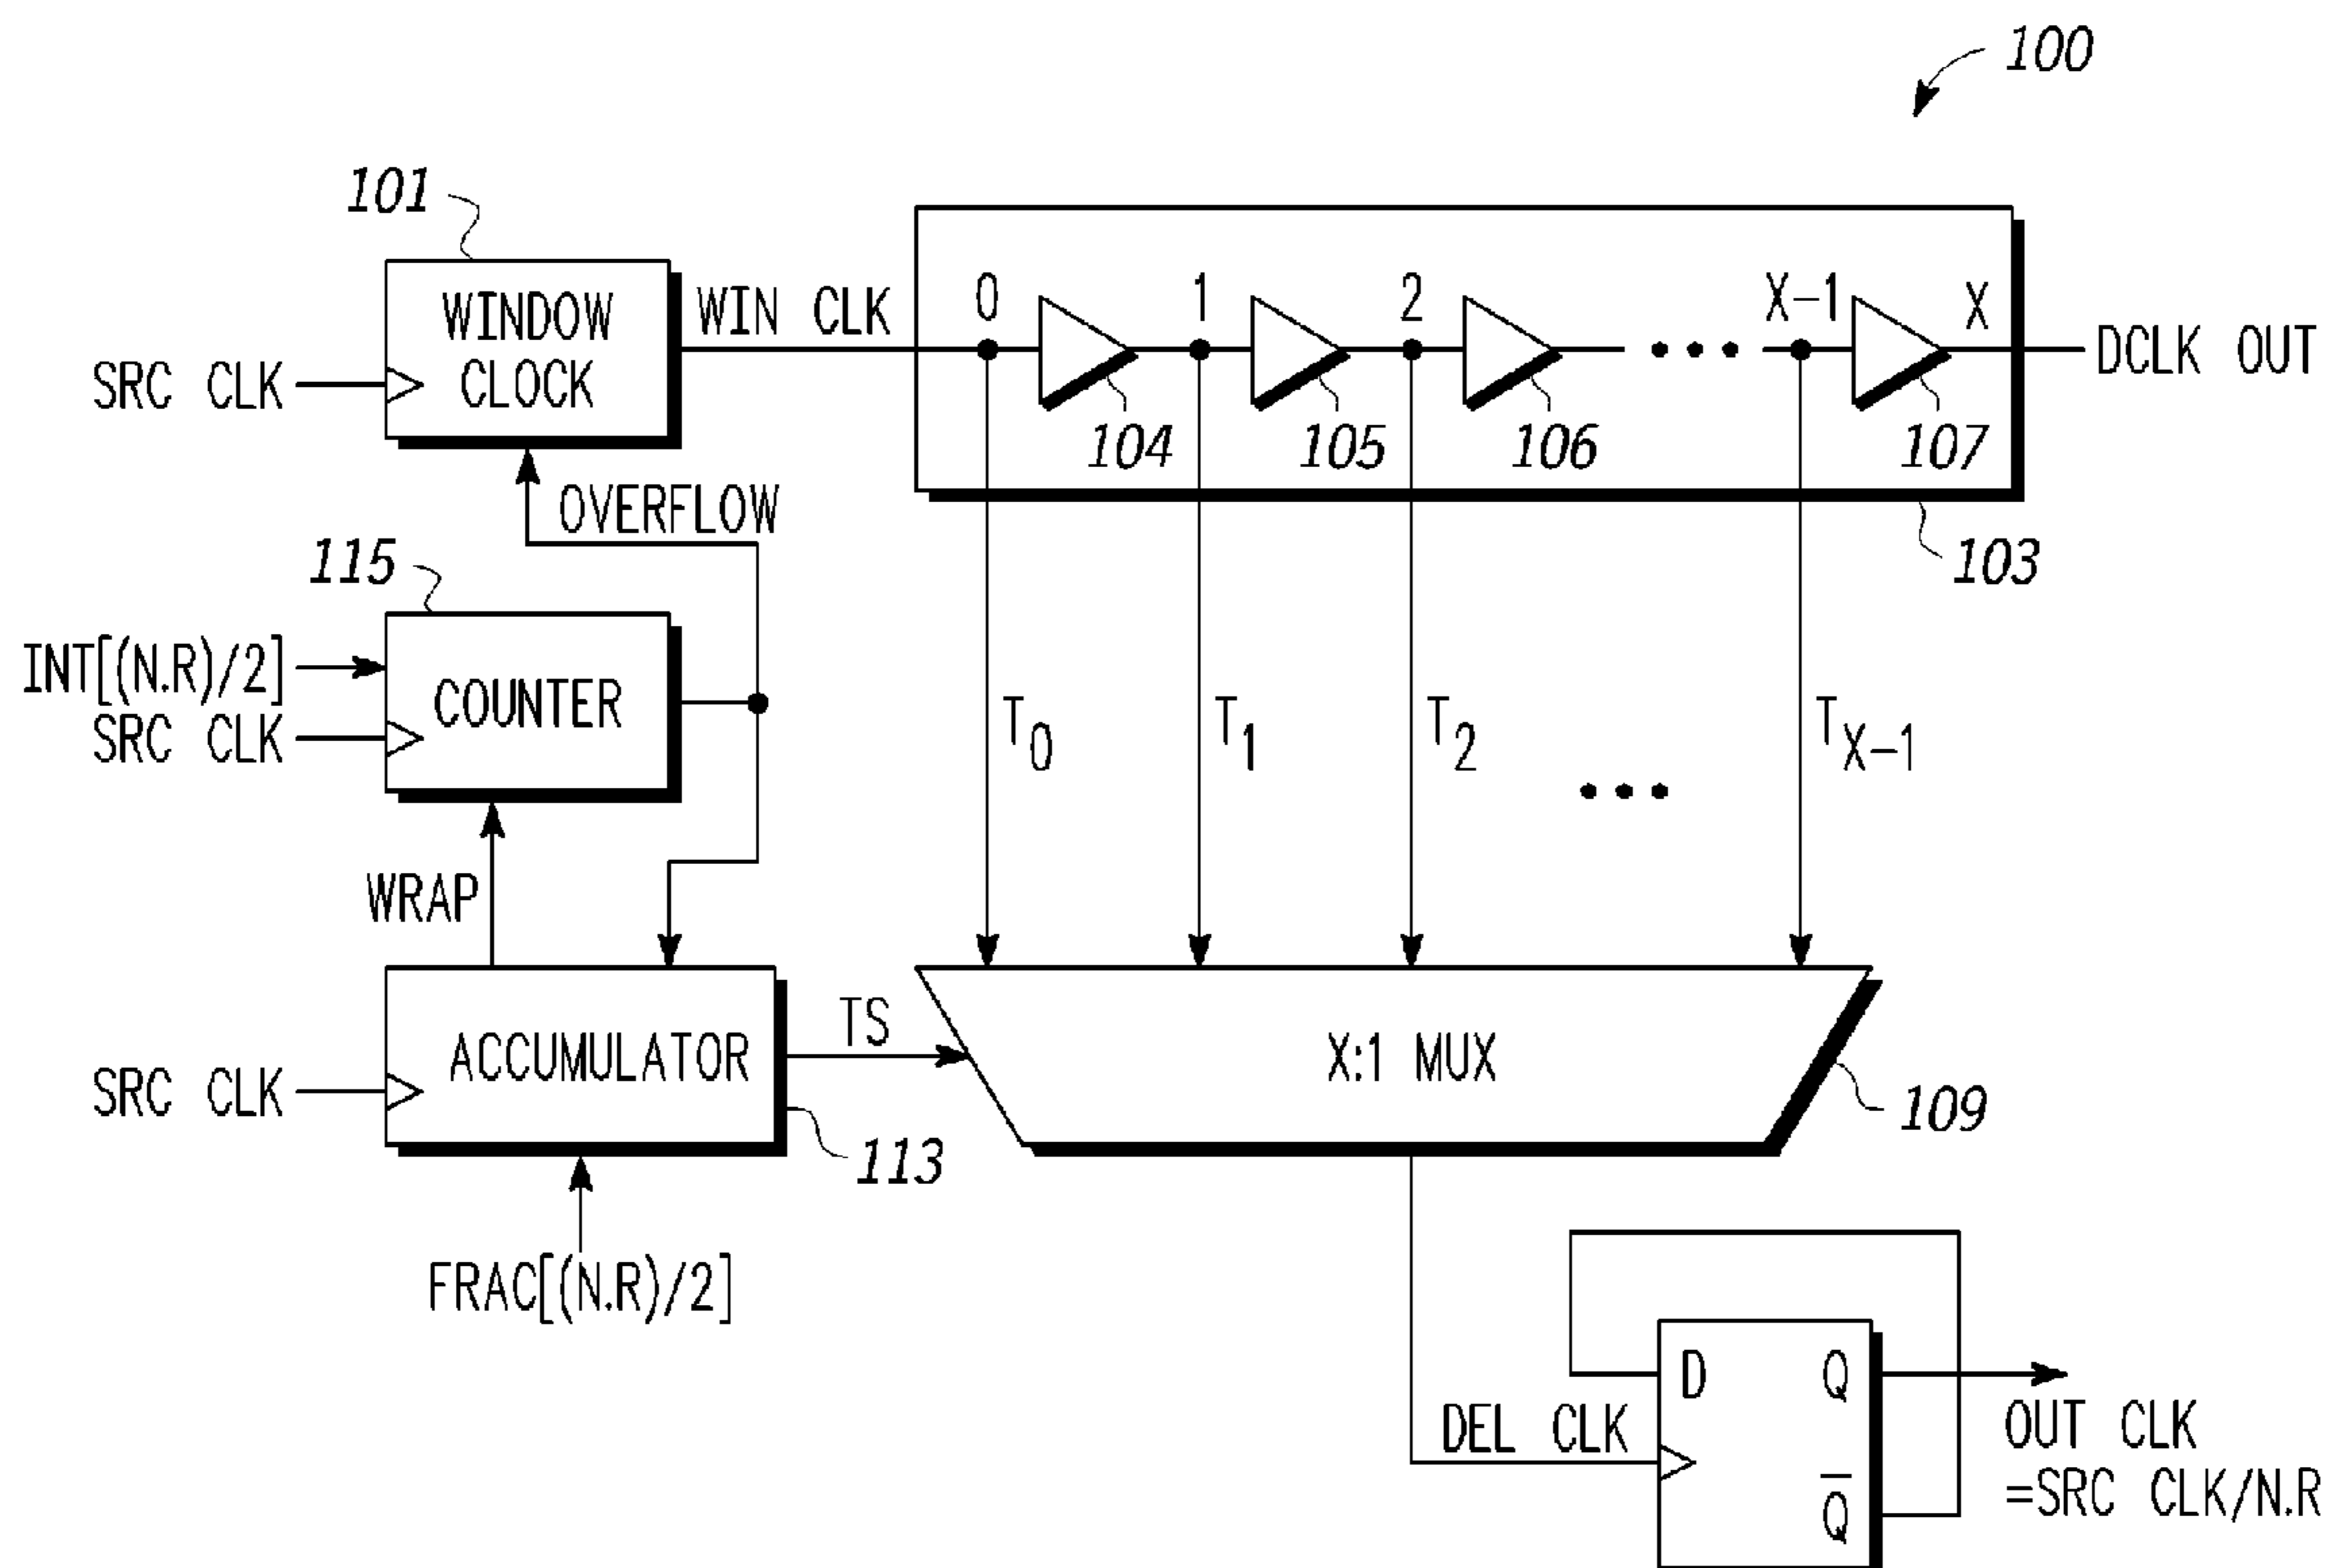 100
101
WINDOW
CLOCK
SRC CLK
WIN CLK
0
1
2
X-1
X
DCLK OUT
104
105
106
107
103
OVERFLOW
115
INT[(N.R)/2]
SRC CLK
COUNTER
T0
T1
T2
TX-1
WRAP
ACCUMULATOR
SRC CLK
TS
X:1 MUX
109
113
FRAC[(N.R)/2]
D
Q
DEL CLK
Q̅
OUT CLK
=SRC CLK/N.R